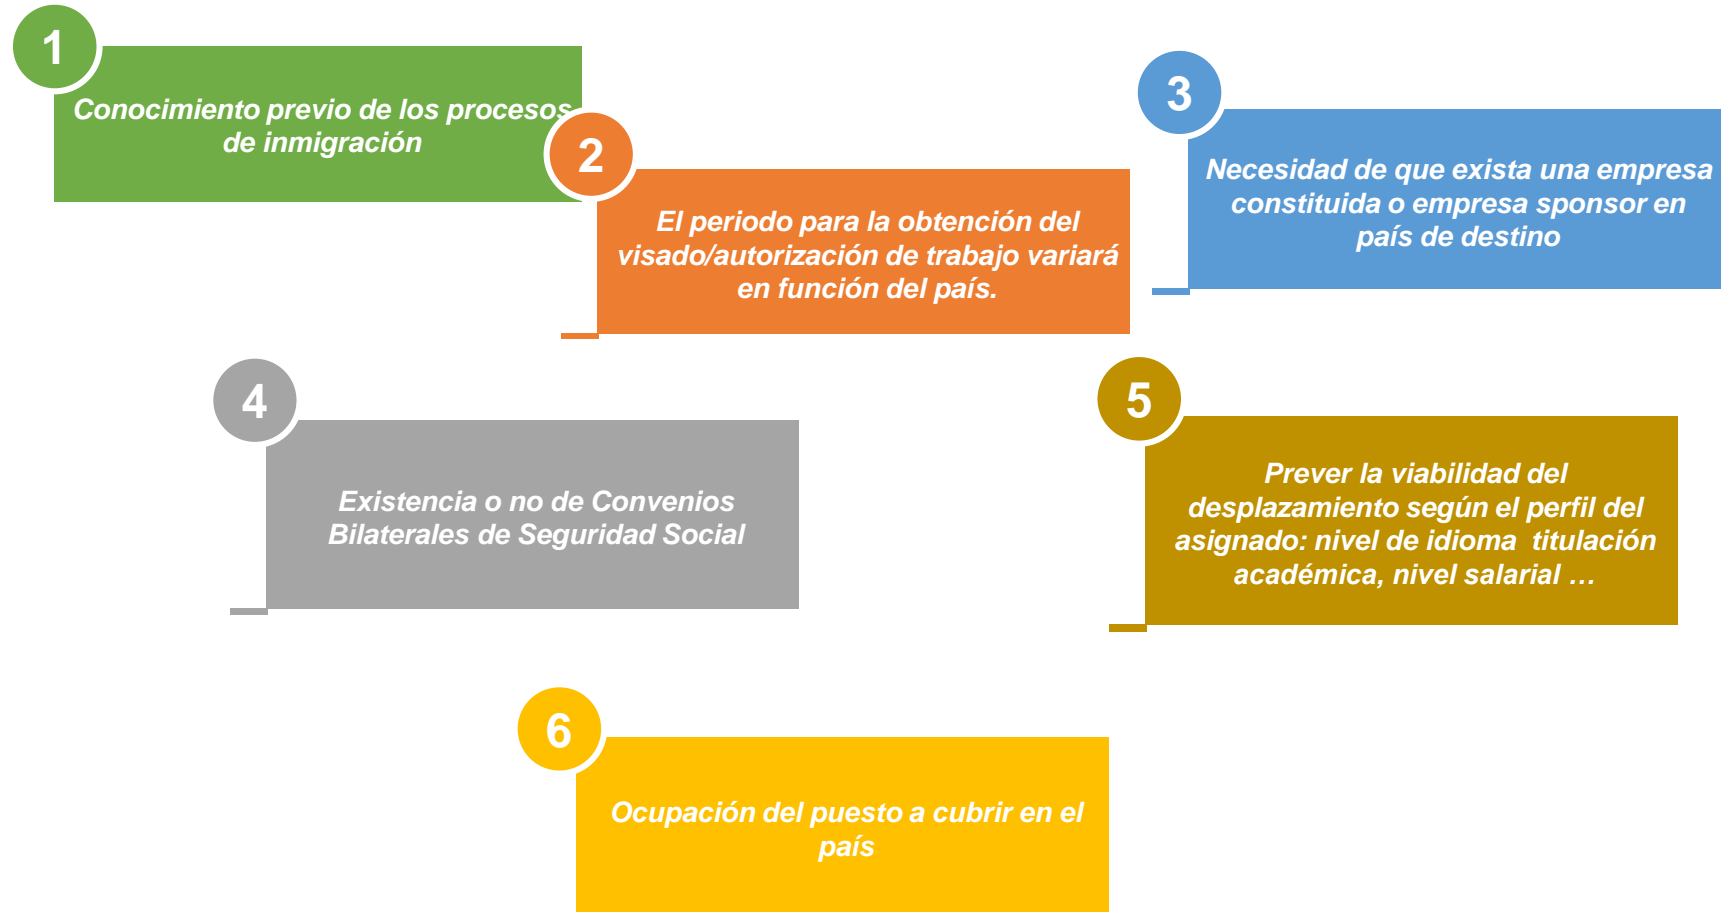 1
Conocimiento previo de los procesos
de inmigración
2
El periodo para la obtención del
visado/autorización de trabajo variará
en función del país.
3
Necesidad de que exista una empresa
constituida o empresa sponsor en
país de destino
4
Existencia o no de Convenios
Bilaterales de Seguridad Social
5
Prever la viabilidad del
desplazamiento según el perfil del
asignado: nivel de idioma  titulación
académica, nivel salarial …
6
Ocupación del puesto a cubrir en el
país